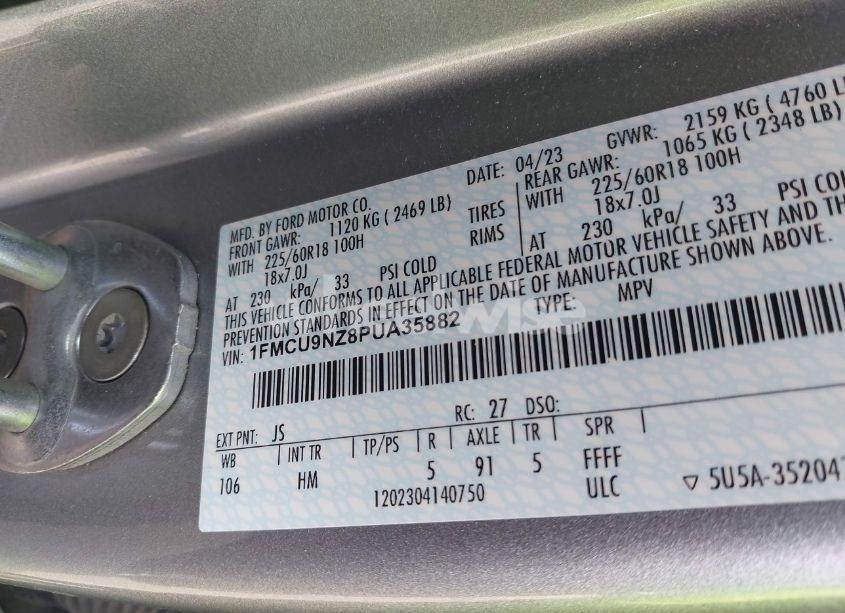 MFD. BY FORD MOTOR CO. DATE: 04/23 GVWR: 2159 KG ( 4760 L
FRONT GAWR: 1120 KG ( 2469 LB) REAR GAWR: 1065 KG ( 2348 LB)
WITH 225/60R18 100H TIRES WITH 225/60R18 100H
18x7.0J RIMS 18x7.0J
AT 230 kPa/ 33 PSI COLD AT 230 kPa/ 33 PSI COLD
THIS VEHICLE CONFORMS TO ALL APPLICABLE FEDERAL MOTOR VEHICLE SAFETY AND THE
PREVENTION STANDARDS IN EFFECT ON THE DATE OF MANUFACTURE SHOWN ABOVE.
VIN: 1FMCU9NZ8PUA35882 TYPE: MPV
EXT PNT: JS RC: 27 DSO:
WB INT TR TP/PS R AXLE TR SPR
106 HM 5 91 5 FFFF
1202304140750 ULC 5U5A-35204